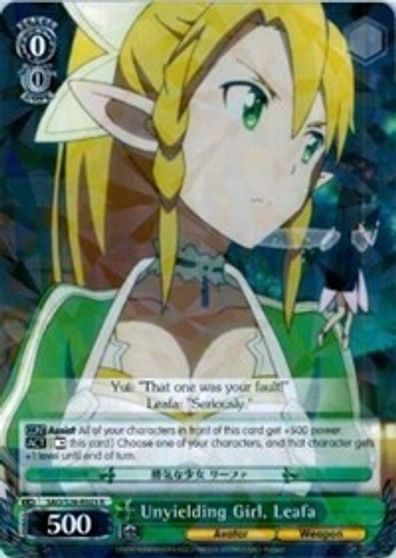 0
0
Yui: "That one was your fault!"
Leafa: "Seriously."
CONT Assist All of your characters in front of this card get +500 power.
ACT [ this card] Choose one of your characters, and that character gets
+1 level until end of turn.
勝気な少女 リーファ
500
Unyielding Girl, Leafa
Avatar
Weapon